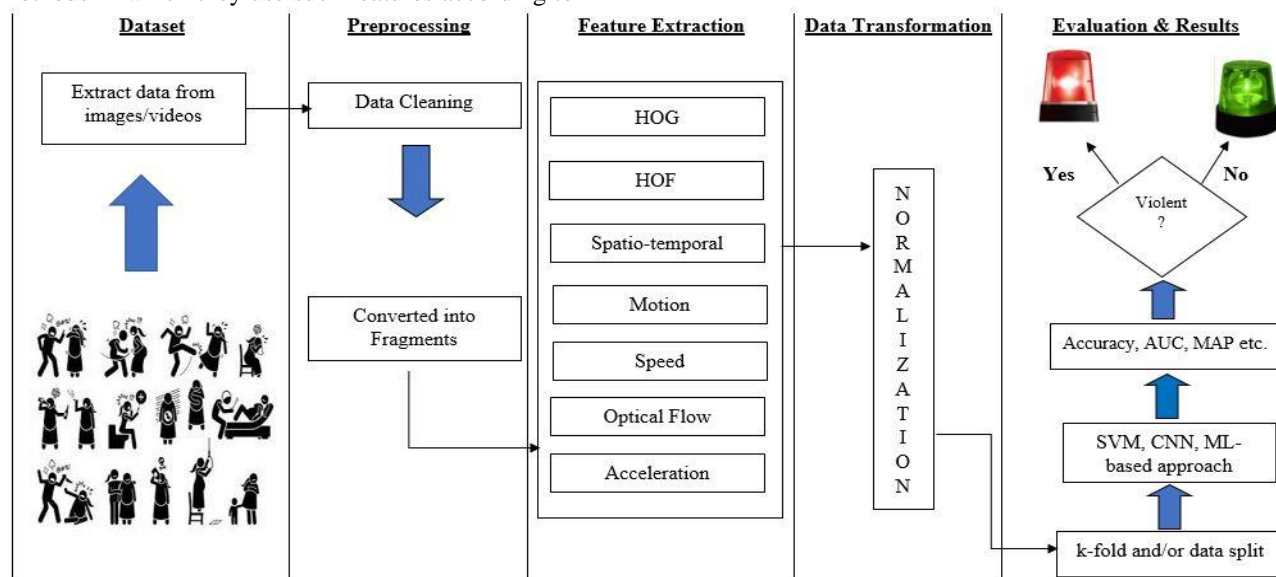 Dataset
Preprocessing
Feature Extraction
Data Transformation
Evaluation & Results
Extract data from
images/videos
Data Cleaning
Converted into
Fragments
HOG
HOF
Spatio-temporal
Motion
Speed
Optical Flow
Acceleration
N
O
R
M
A
L
I
Z
A
T
I
O
N
Yes
No
Violent
?
Accuracy, AUC, MAP etc.
SVM, CNN, ML-
based approach
k-fold and/or data split